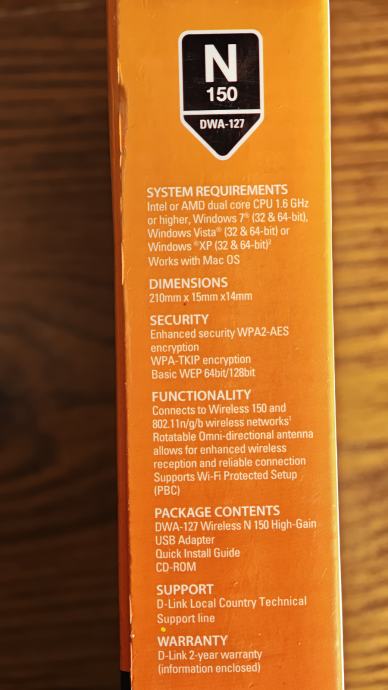 N
150
DWA-127
SYSTEM REQUIREMENTS
Intel or AMD dual core CPU 1.6 GHz
or higher, Windows 7® (32 & 64-bit),
Windows Vista® (32 & 64-bit) or
Windows ®XP (32 & 64-bit)²
Works with Mac OS
DIMENSIONS
210mm x 15mm x14mm
SECURITY
Enhanced security WPA2-AES
encryption
WPA-TKIP encryption
Basic WEP 64bit/128bit
FUNCTIONALITY
Connects to Wireless 150 and
802.11n/g/b wireless networks¹
Rotatable Omni-directional antenna
allows for enhanced wireless
reception and reliable connection
Supports Wi-Fi Protected Setup
(PBC)
PACKAGE CONTENTS
DWA-127 Wireless N 150 High-Gain
USB Adapter
Quick Install Guide
CD-ROM
SUPPORT
D-Link Local Country Technical
Support line
WARRANTY
D-Link 2-year warranty
(information enclosed)